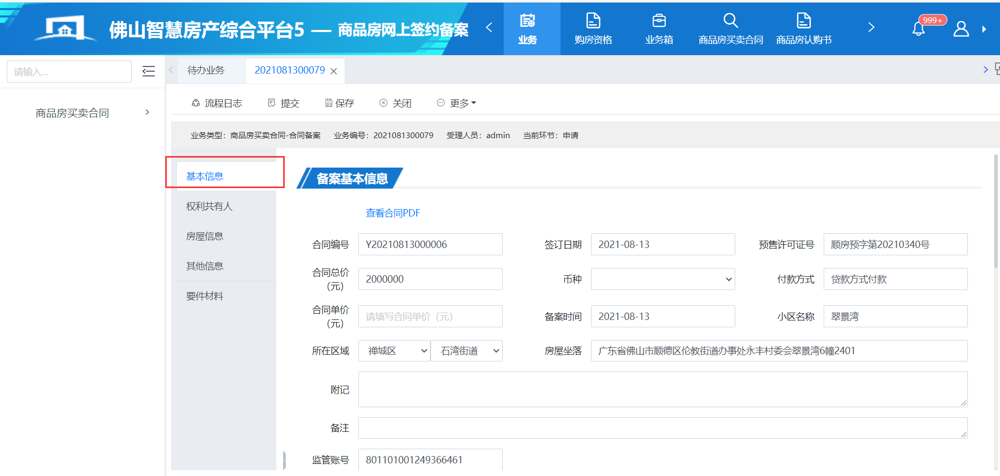 佛山智慧房产综合平台5 — 商品房网上签约备案
业务
购房资格
业务箱
商品房买卖合同
商品房认购书
999+
请输入...
待办业务
2021081300079
商品房买卖合同
流程日志
提交
保存
关闭
更多
业务类型：商品房买卖合同-合同备案 业务编号：2021081300079 受理人员：admin 当前环节：申请
基本信息
权利共有人
房屋信息
其他信息
要件材料
备案基本信息
查看合同PDF
合同编号 Y20210813000006 签订日期 2021-08-13 预售许可证号 顺房预字第20210340号
合同总价（元） 2000000 币种 付款方式 贷款方式付款
合同单价（元） 请填写合同单价（元） 备案时间 2021-08-13 小区名称 翠景湾
所在区域 禅城区 石湾街道 房屋坐落 广东省佛山市顺德区伦教街道办事处永丰村委会翠景湾6幢2401
附记
备注
监管账号 801101001249366461